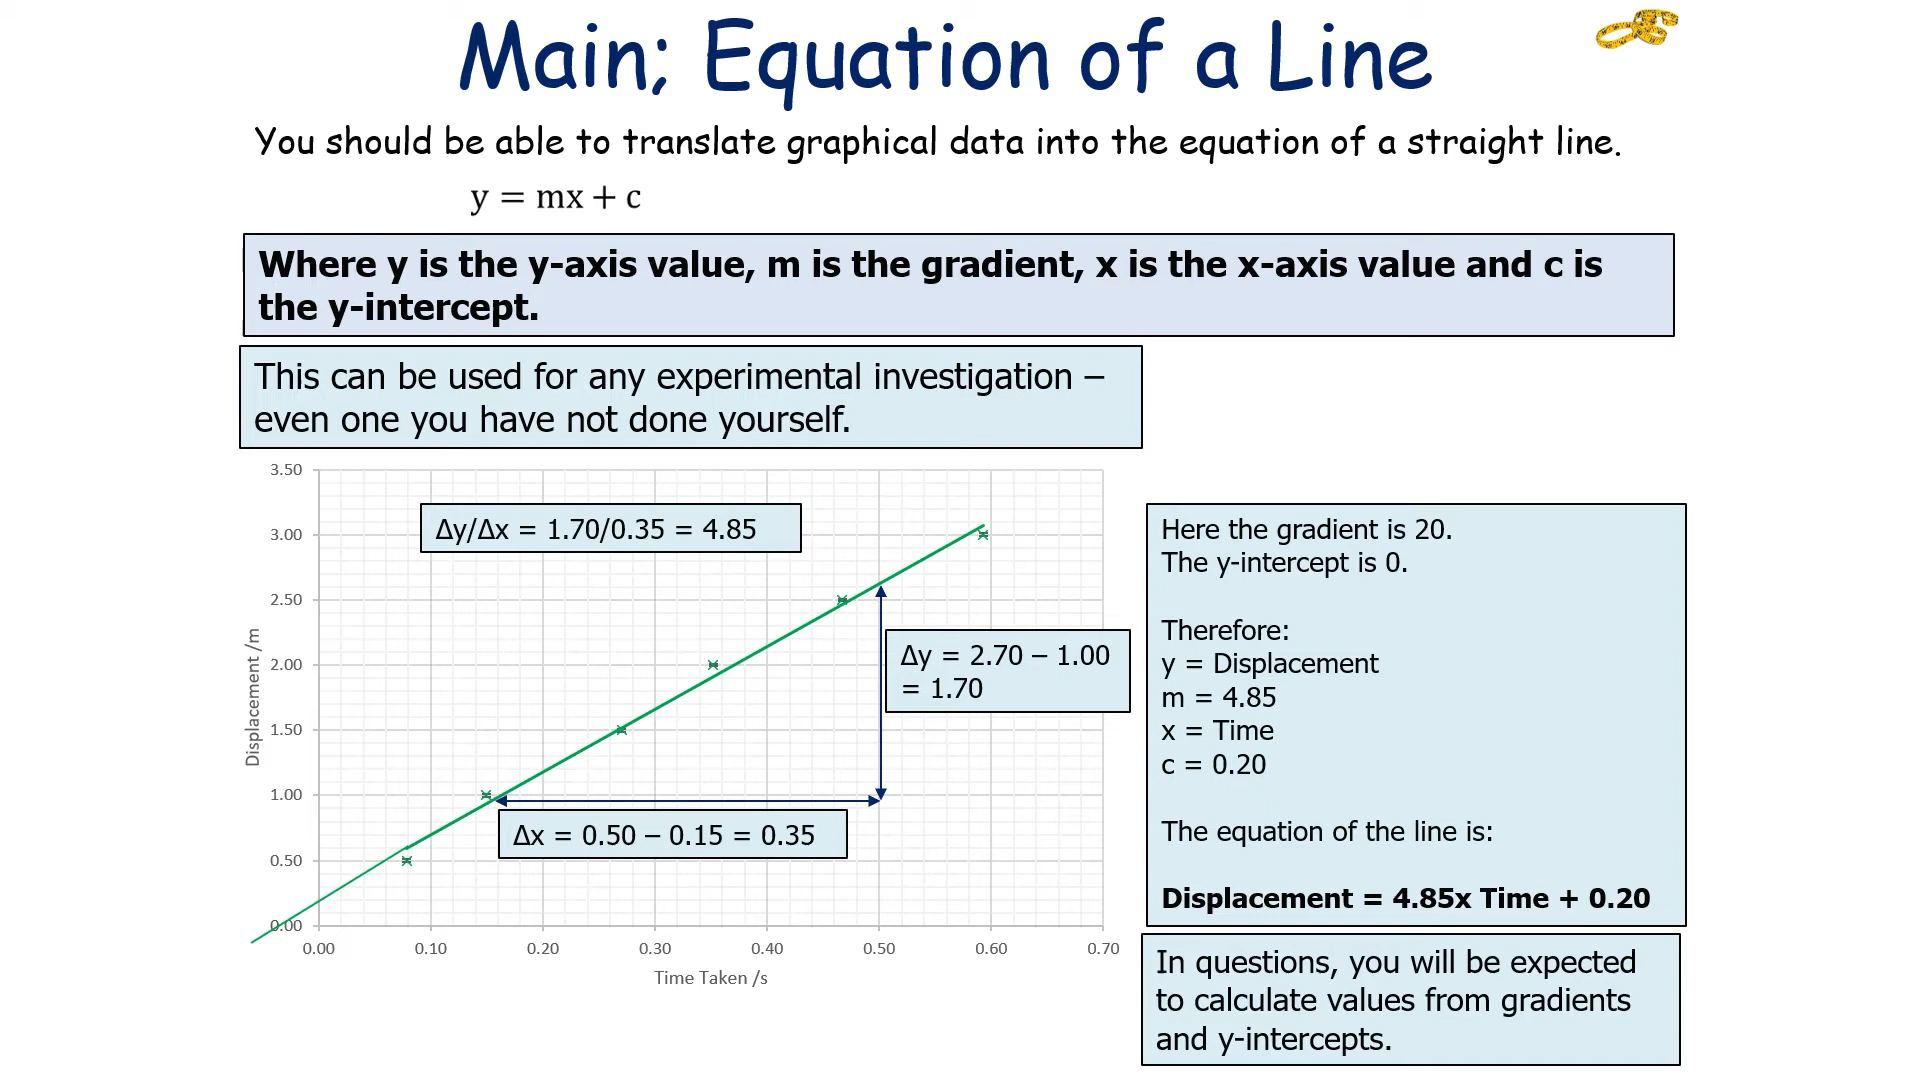 Main; Equation of a Line
You should be able to translate graphical data into the equation of a straight line.
y = mx + c
Where y is the y-axis value, m is the gradient, x is the x-axis value and c is
the y-intercept.
This can be used for any experimental investigation –
even one you have not done yourself.
3.50
3.00
2.50
2.00
1.50
1.00
0.50
0.00
Displacement /m
0.00 0.10 0.20 0.30 0.40 0.50 0.60 0.70
Time Taken /s
Δy/Δx = 1.70/0.35 = 4.85
Δy = 2.70 – 1.00
= 1.70
Δx = 0.50 – 0.15 = 0.35
Here the gradient is 20.
The y-intercept is 0.
Therefore:
y = Displacement
m = 4.85
x = Time
c = 0.20
The equation of the line is:
Displacement = 4.85x Time + 0.20
In questions, you will be expected
to calculate values from gradients
and y-intercepts.